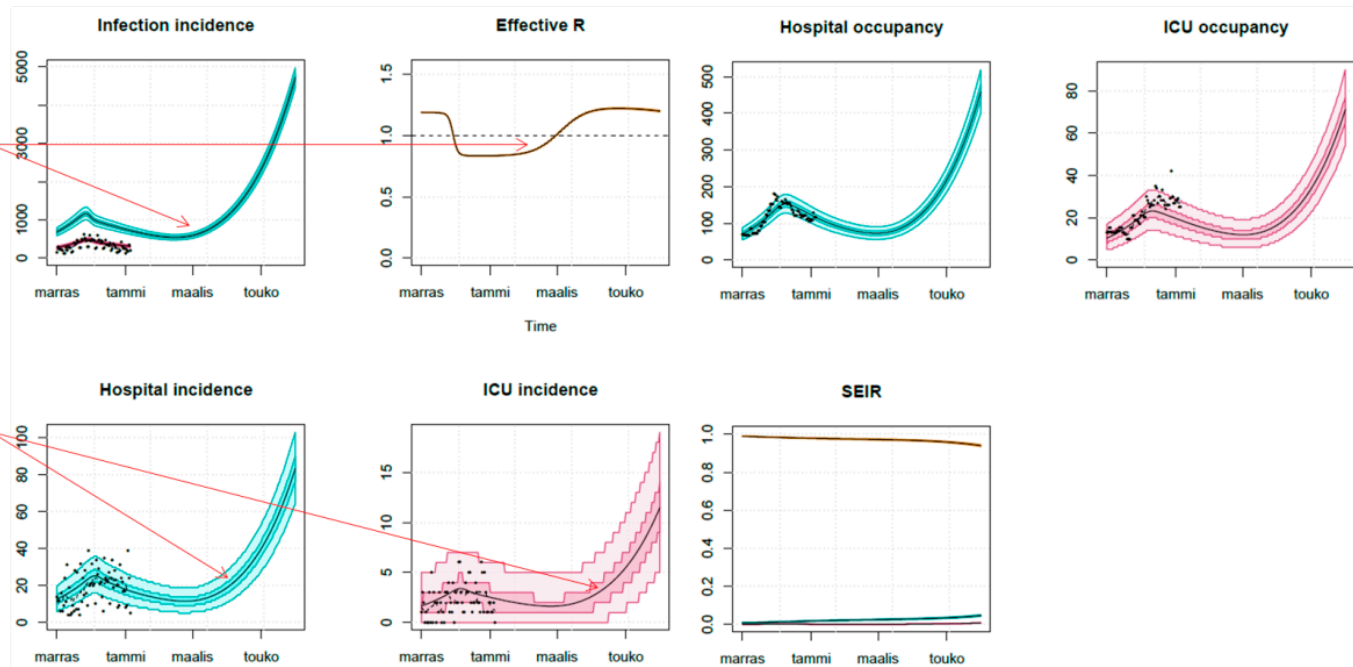 Infection incidence
Effective R
Hospital occupancy
ICU occupancy
5000
3000
1000
0
marras tammi maalis touko
1.5
1.0
0.5
0.0
marras tammi maalis touko
Time
500
400
300
200
100
0
marras tammi maalis touko
80
60
40
20
0
marras tammi maalis touko
Hospital incidence
ICU incidence
SEIR
100
80
60
40
20
0
marras tammi maalis touko
15
10
5
0
marras tammi maalis touko
1.0
0.8
0.6
0.4
0.2
0.0
marras tammi maalis touko